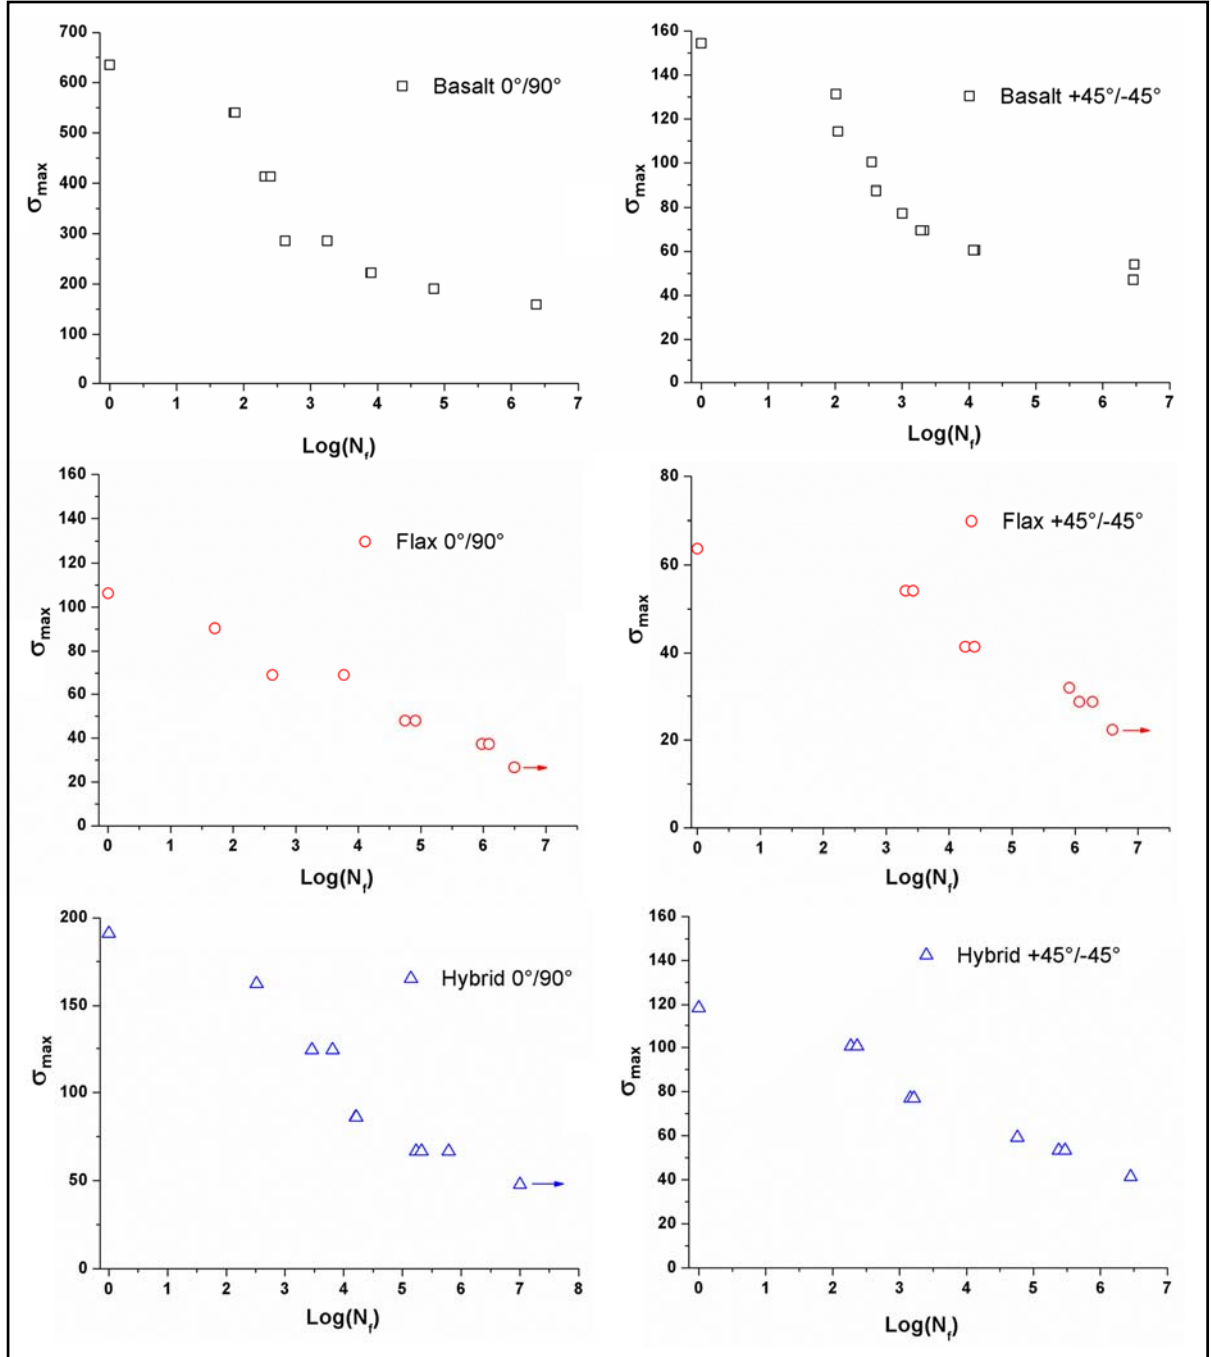 700
600
500
400
300
200
100
0
σmax
Basalt 0°/90°
0 1 2 3 4 5 6 7
Log(Nf)
160
140
120
100
80
60
40
20
0
σmax
Basalt +45°/-45°
0 1 2 3 4 5 6 7
Log(Nf)
160
140
120
100
80
60
40
20
0
σmax
Flax 0°/90°
0 1 2 3 4 5 6 7
Log(Nf)
80
60
40
20
0
σmax
Flax +45°/-45°
0 1 2 3 4 5 6 7
Log(Nf)
200
150
100
50
0
σmax
Hybrid 0°/90°
0 1 2 3 4 5 6 7 8
Log(Nf)
160
140
120
100
80
60
40
20
0
σmax
Hybrid +45°/-45°
0 1 2 3 4 5 6 7
Log(Nf)